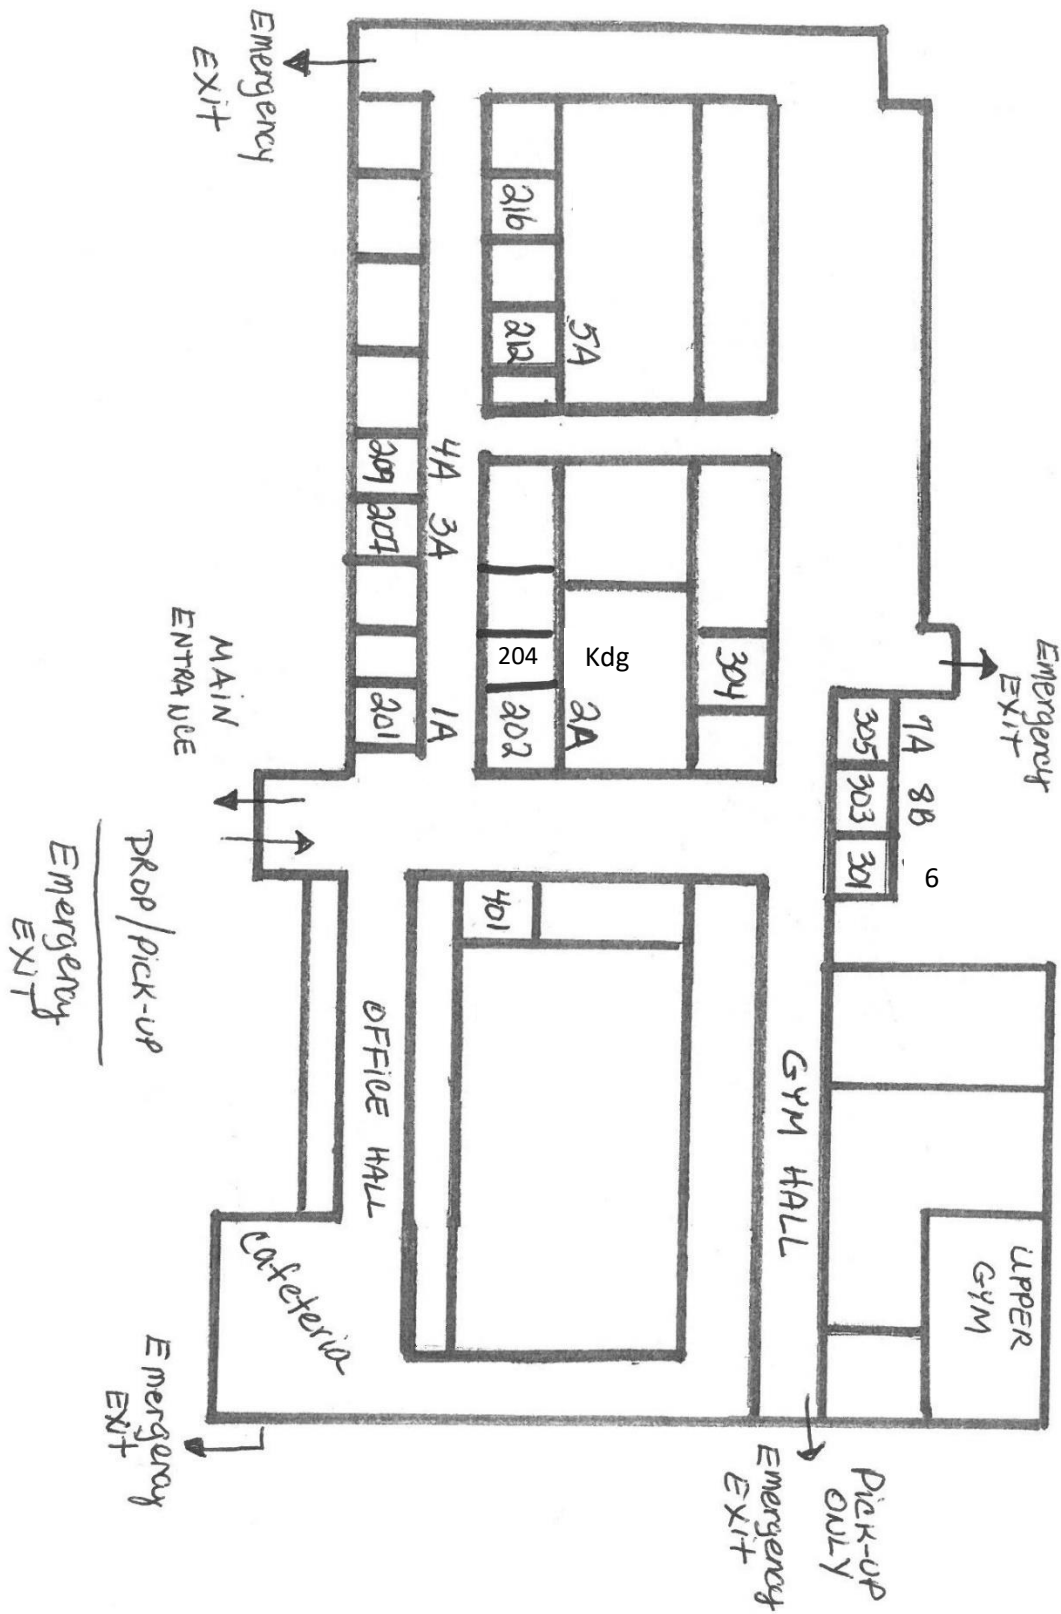 Emergency
EXit
216
212
5A
209
4A
207
3A
204
Kdg
304
202
2A
201
1A
MAIN
ENTRANCE
Emergency
EXiT
305
7A
303
8B
301
6
DROP/PiCK-UP
Emergency
EXiT
401
OFFICE HALL
GYM HALL
UPPER
GYM
Cafeteria
Emergency
EXiT
PiCK-UP
ONLY
Emergency
EXiT